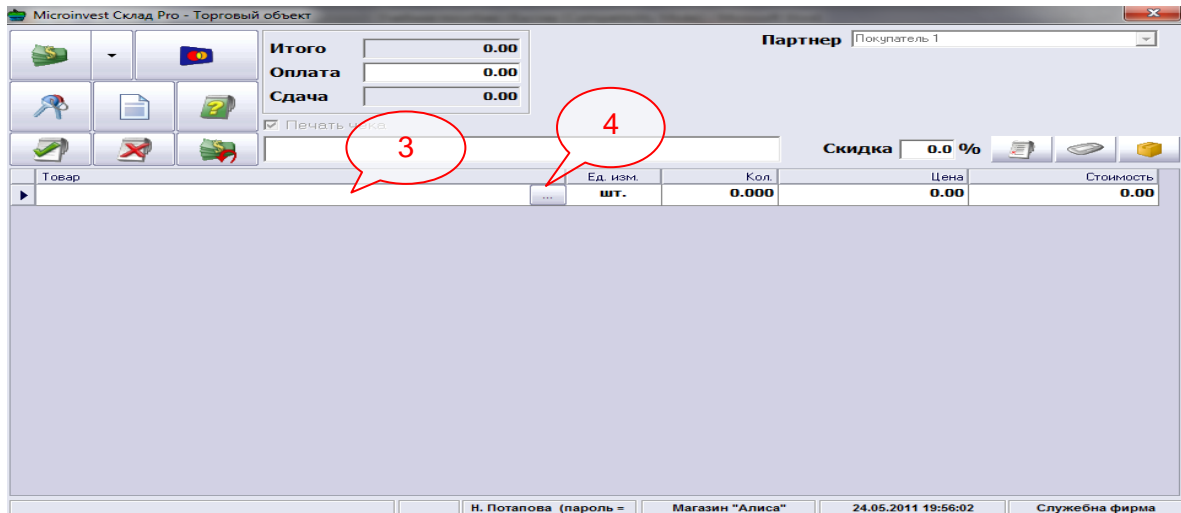 Microinvest Склад Pro - Торговый объект
Итого 0.00
Партнер Покупатель 1
Оплата 0.00
Сдача 0.00
Печать чека
3
4
Скидка 0.0 %
Товар Ед. изм. Кол. Цена Стоимость
... шт. 0.000 0.00 0.00
Н. Потапова (пароль = Магазин "Алиса" 24.05.2011 19:56:02 Служебна фирма